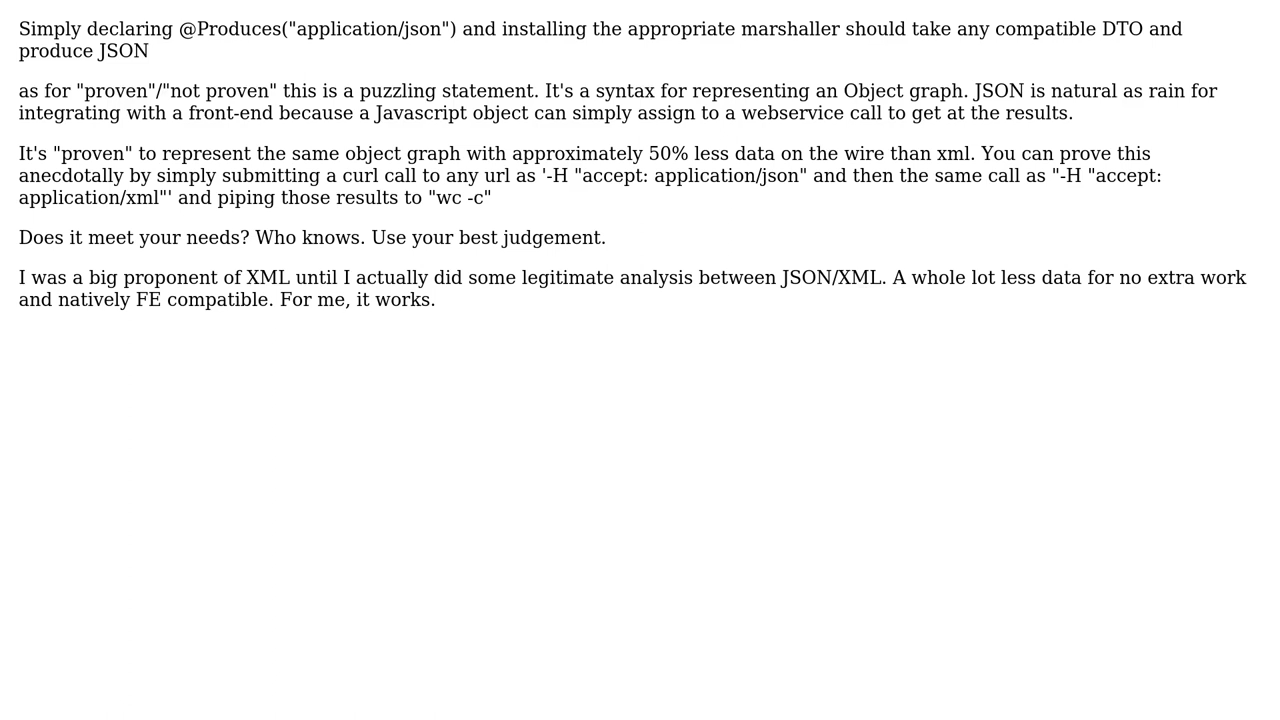 Simply declaring @Produces("application/json") and installing the appropriate marshaller should take any compatible DTO and
produce JSON
as for "proven"/"not proven" this is a puzzling statement. It's a syntax for representing an Object graph. JSON is natural as rain for
integrating with a front-end because a Javascript object can simply assign to a webservice call to get at the results.
It's "proven" to represent the same object graph with approximately 50% less data on the wire than xml. You can prove this
anecdotally by simply submitting a curl call to any url as '-H "accept: application/json" and then the same call as "-H "accept:
application/xml"' and piping those results to "wc -c"
Does it meet your needs? Who knows. Use your best judgement.
I was a big proponent of XML until I actually did some legitimate analysis between JSON/XML. A whole lot less data for no extra work
and natively FE compatible. For me, it works.